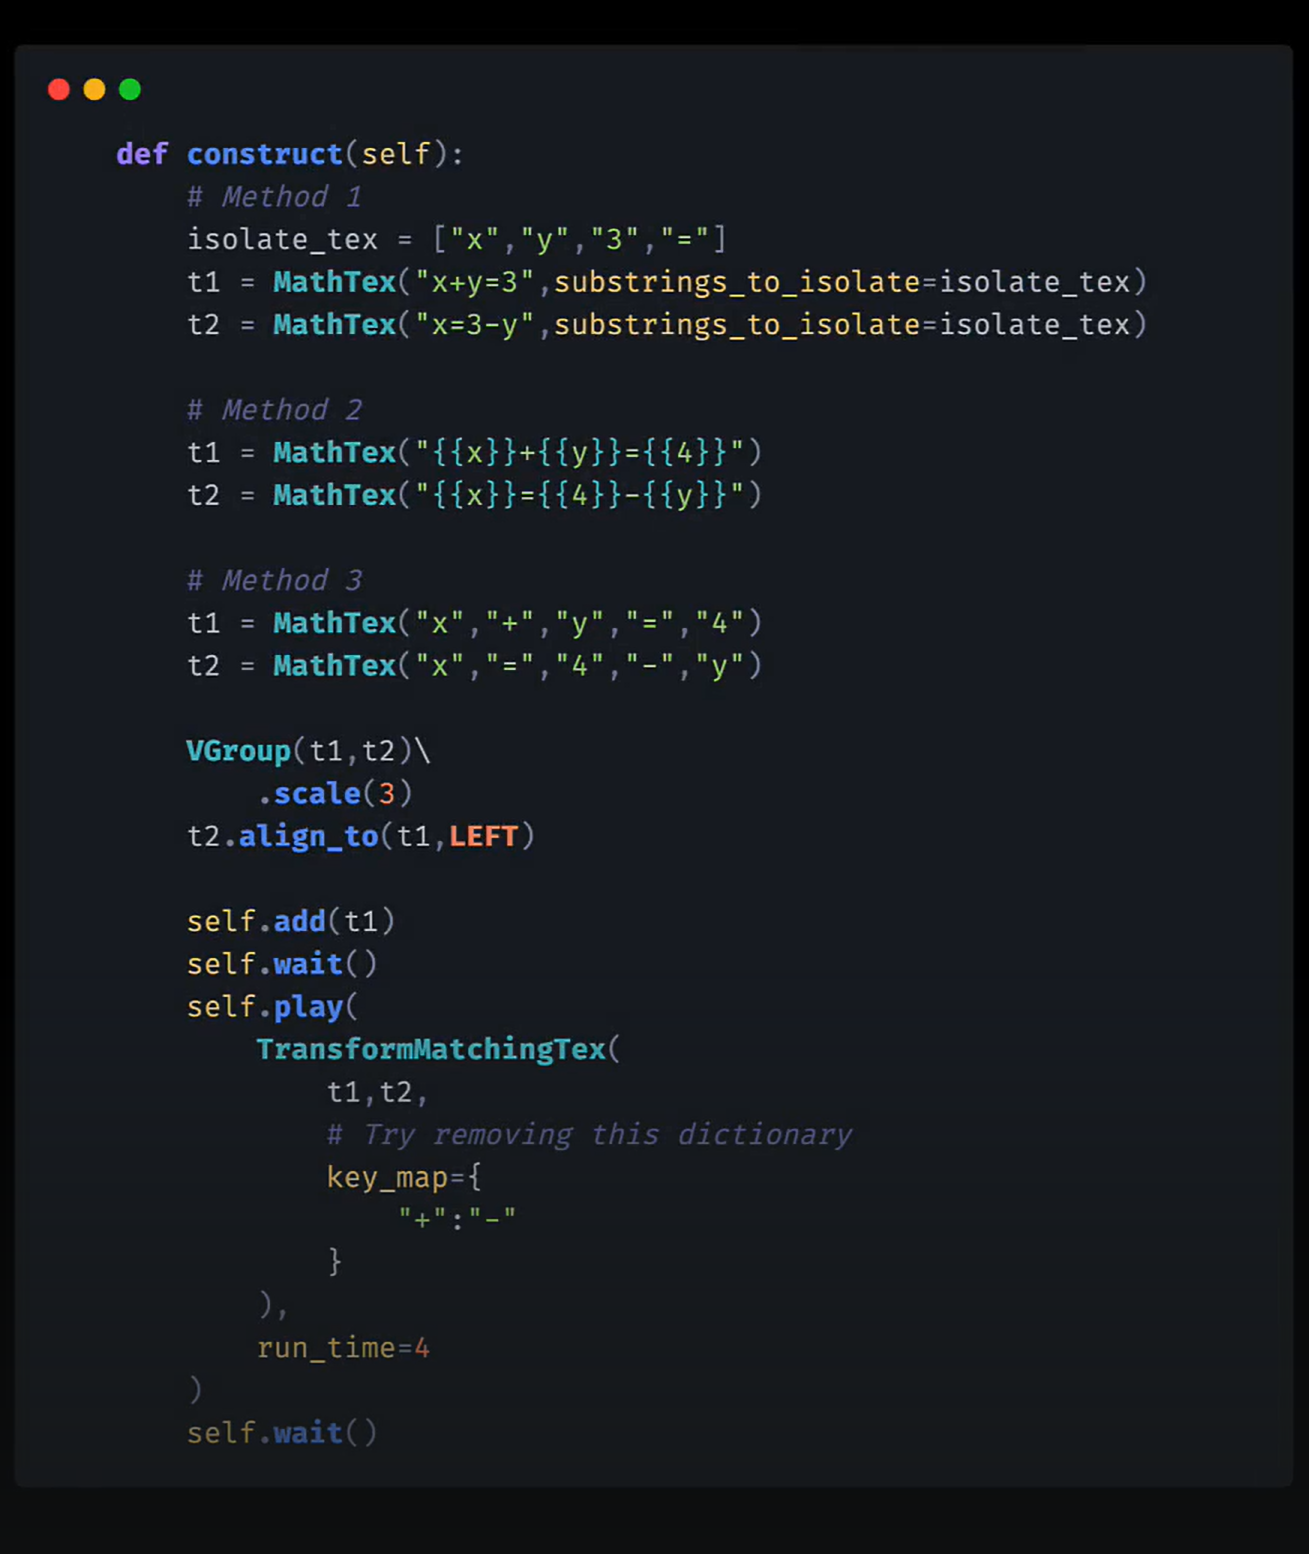 def construct(self):
# Method 1
isolate_tex = ["x","y","3","="]
t1 = MathTex("x+y=3",substrings_to_isolate=isolate_tex)
t2 = MathTex("x=3-y",substrings_to_isolate=isolate_tex)
# Method 2
t1 = MathTex("{{x}}+{{y}}={{4}}")
t2 = MathTex("{{x}}={{4}}-{{y}}")
# Method 3
t1 = MathTex("x","+","y","=","4")
t2 = MathTex("x","=","4","-","y")
VGroup(t1,t2)\
.scale(3)
t2.align_to(t1,LEFT)
self.add(t1)
self.wait()
self.play(
TransformMatchingTex(
t1,t2,
# Try removing this dictionary
key_map={
"+":"-"
}
),
run_time=4
)
self.wait()